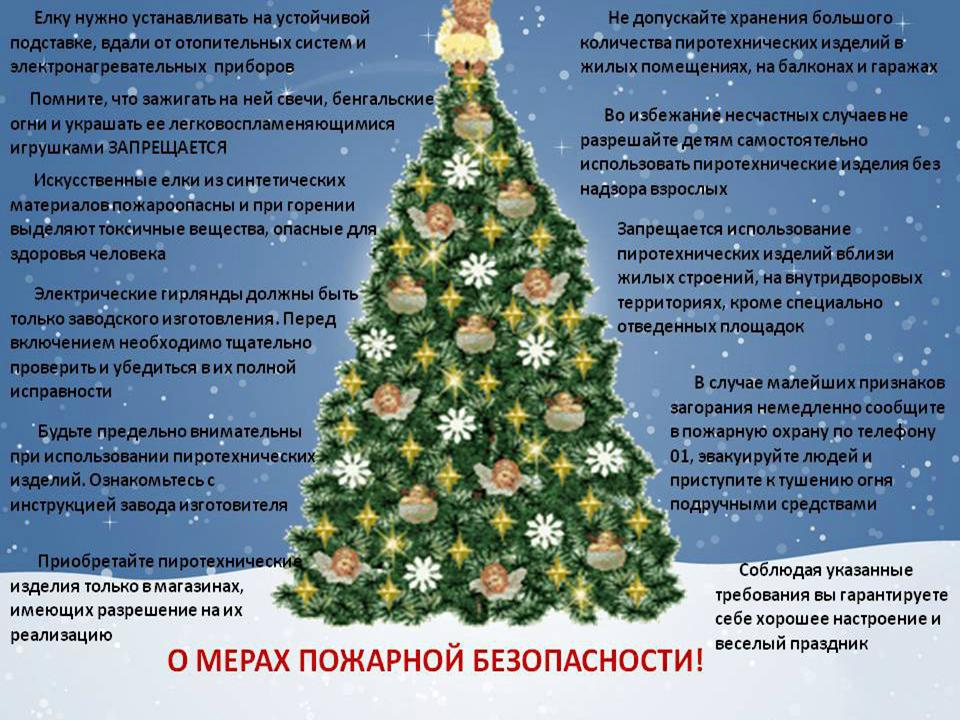 Елку нужно устанавливать на устойчивой
подставке, вдали от отопительных систем и
электронагревательных приборов
Помните, что зажигать на ней свечи, бенгальские
огни и украшать ее легковоспламеняющимися
игрушками ЗАПРЕЩАЕТСЯ
Искусственные елки из синтетических
материалов пожароопасны и при горении
выделяют токсичные вещества, опасные для
здоровья человека
Электрические гирлянды должны быть
только заводского изготовления. Перед
включением необходимо тщательно
проверить и убедиться в их полной
исправности
Будьте предельно внимательны
при использовании пиротехнических
изделий. Ознакомьтесь с
инструкцией завода изготовителя
Приобретайте пиротехнические
изделия только в магазинах,
имеющих разрешение на их
реализацию
Не допускайте хранения большого
количества пиротехнических изделий в
жилых помещениях, на балконах и гаражах
Во избежание несчастных случаев не
разрешайте детям самостоятельно
использовать пиротехнические изделия без
надзора взрослых
Запрещается использование
пиротехнических изделий вблизи
жилых строений, на внутридворовых
территориях, кроме специально
отведенных площадок
В случае малейших признаков
загорания немедленно сообщите
в пожарную охрану по телефону
01, эвакуируйте людей и
приступите к тушению огня
подручными средствами
Соблюдая указанные
требования вы гарантируете
себе хорошее настроение и
веселый праздник
О МЕРАХ ПОЖАРНОЙ БЕЗОПАСНОСТИ!